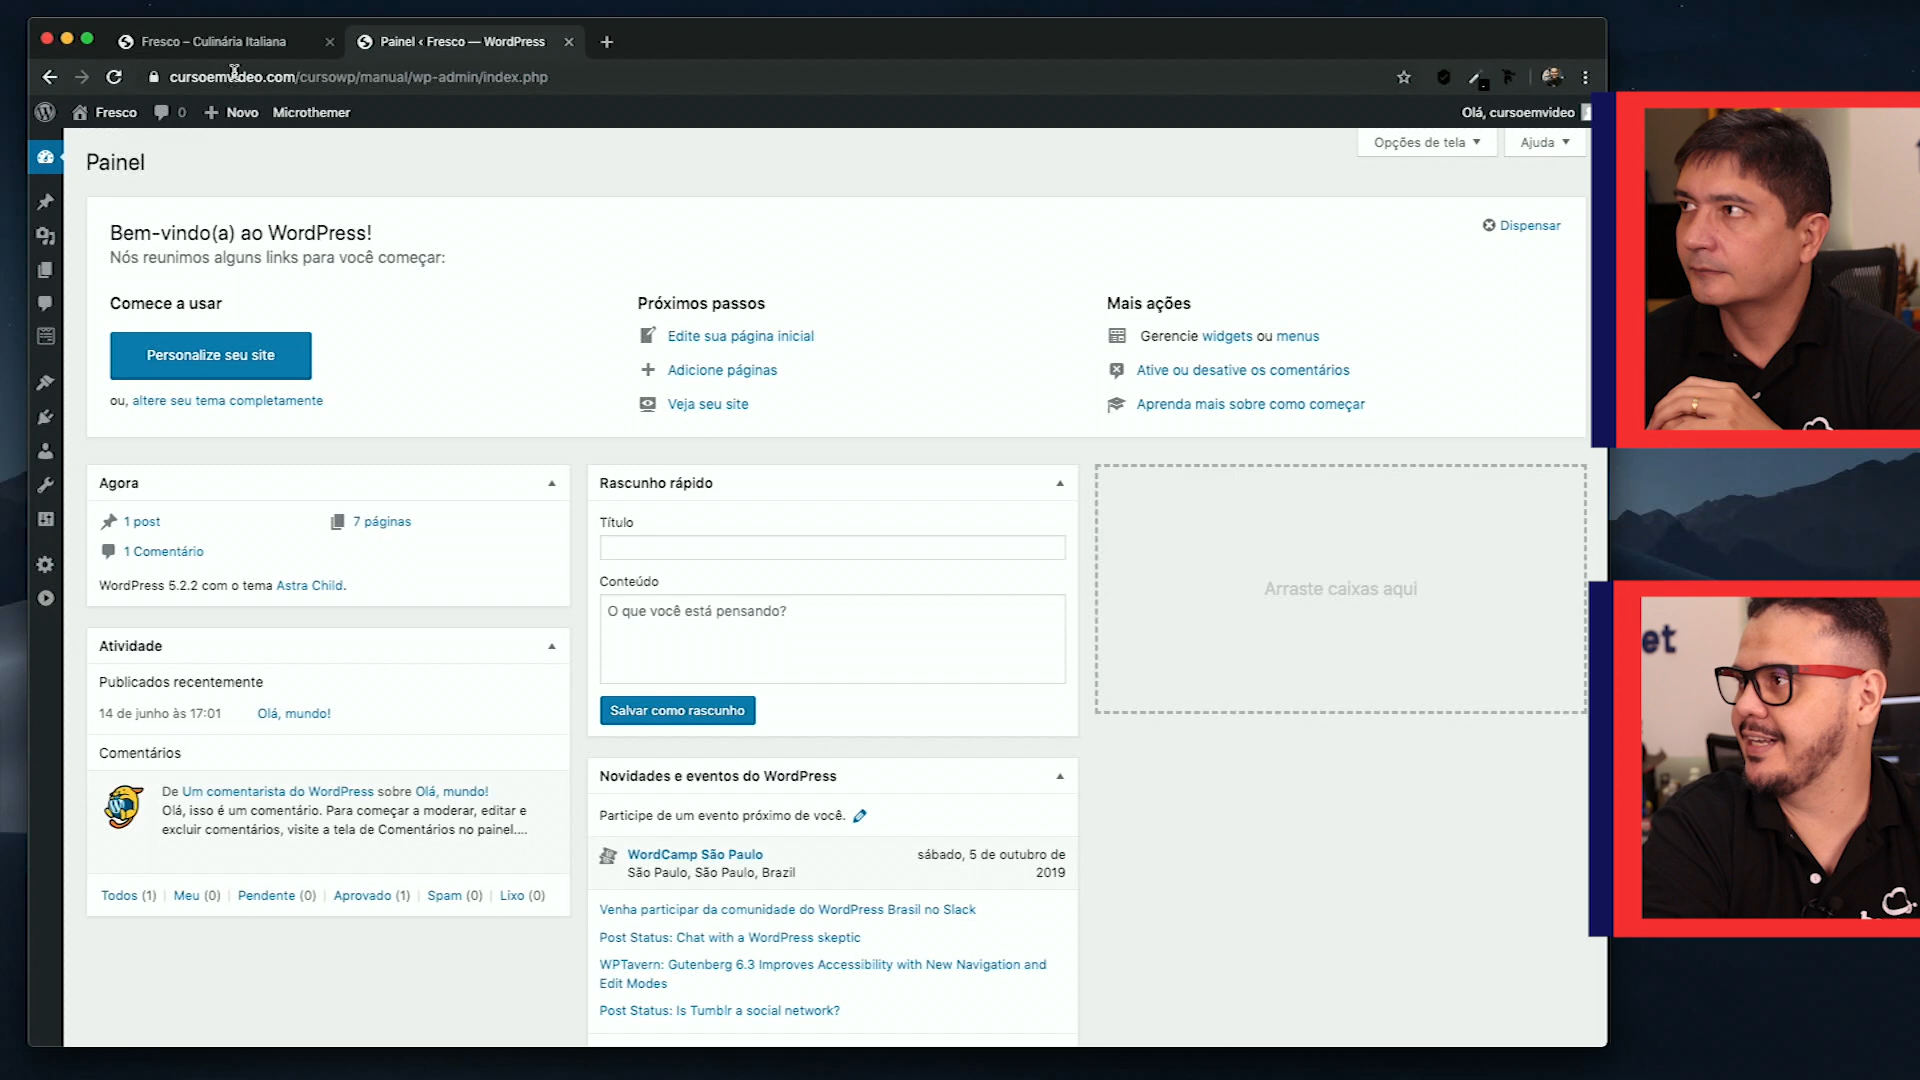 Fresco – Culinária Italiana
Painel ‹ Fresco — WordPress
cursoemvideo.com/cursowp/manual/wp-admin/index.php
Fresco
0
Novo
Microthemer
Olá, cursoemvideo
Painel
Opções de tela
Ajuda
Bem-vindo(a) ao WordPress!
Nós reunimos alguns links para você começar:
Dispensar
Comece a usar
Personalize seu site
ou, altere seu tema completamente
Próximos passos
Edite sua página inicial
Adicione páginas
Veja seu site
Mais ações
Gerencie widgets ou menus
Ative ou desative os comentários
Aprenda mais sobre como começar
Agora
1 post
7 páginas
1 Comentário
WordPress 5.2.2 com o tema Astra Child.
Atividade
Publicados recentemente
14 de junho às 17:01
Olá, mundo!
Comentários
De Um comentarista do WordPress sobre Olá, mundo!
Olá, isso é um comentário. Para começar a moderar, editar e
excluir comentários, visite a tela de Comentários no painel....
Todos (1) | Meu (0) | Pendente (0) | Aprovado (1) | Spam (0) | Lixo (0)
Rascunho rápido
Título
Conteúdo
O que você está pensando?
Salvar como rascunho
Novidades e eventos do WordPress
Participe de um evento próximo de você.
WordCamp São Paulo
São Paulo, São Paulo, Brazil
sábado, 5 de outubro de
2019
Venha participar da comunidade do WordPress Brasil no Slack
Post Status: Chat with a WordPress skeptic
WPTavern: Gutenberg 6.3 Improves Accessibility with New Navigation and
Edit Modes
Post Status: Is Tumblr a social network?
Arraste caixas aqui
et